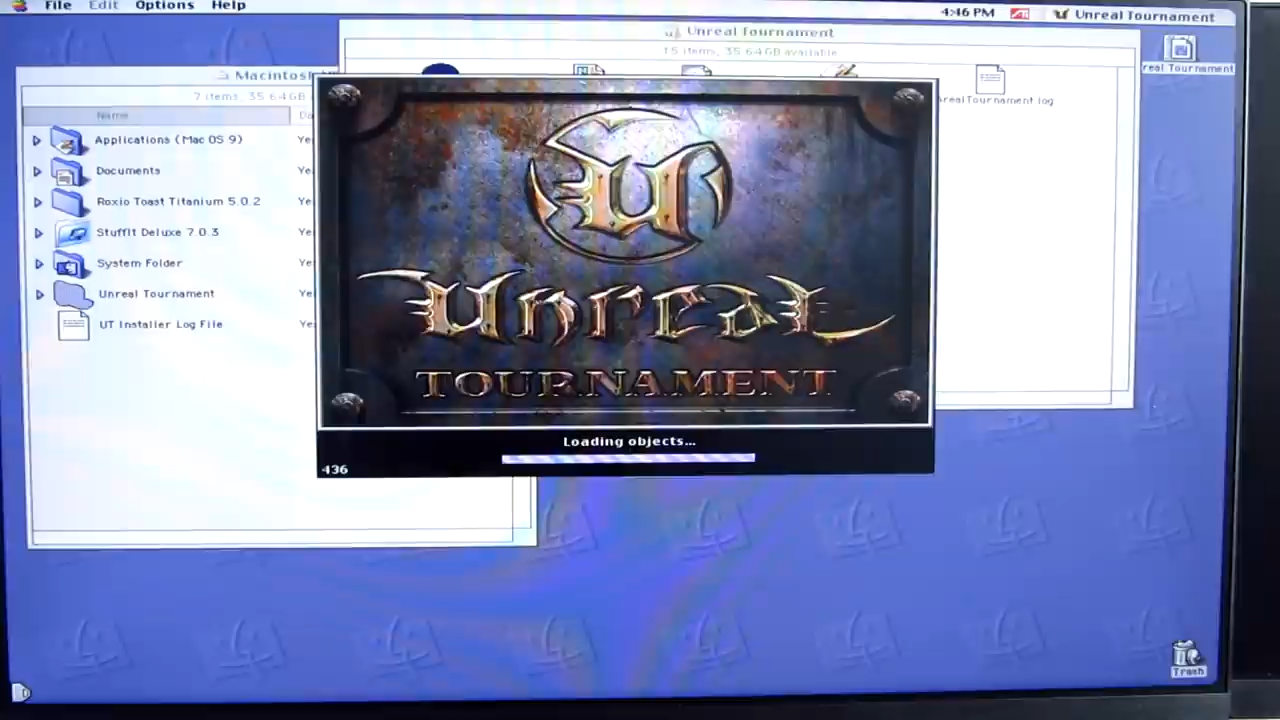 File Edit Options Help
4:46 PM
Unreal Tournament
Unreal Tournament
15 items, 35.64 GB available
Macintosh
7 items, 35.64 GB
Name
Applications (Mac OS 9)
Documents
Roxio Toast Titanium 5.0.2
StuffIt Deluxe 7.0.3
System Folder
Unreal Tournament
UT Installer Log File
Unreal
TOURNAMENT
Loading objects...
436
real Tournament
realTournament.log
Trash